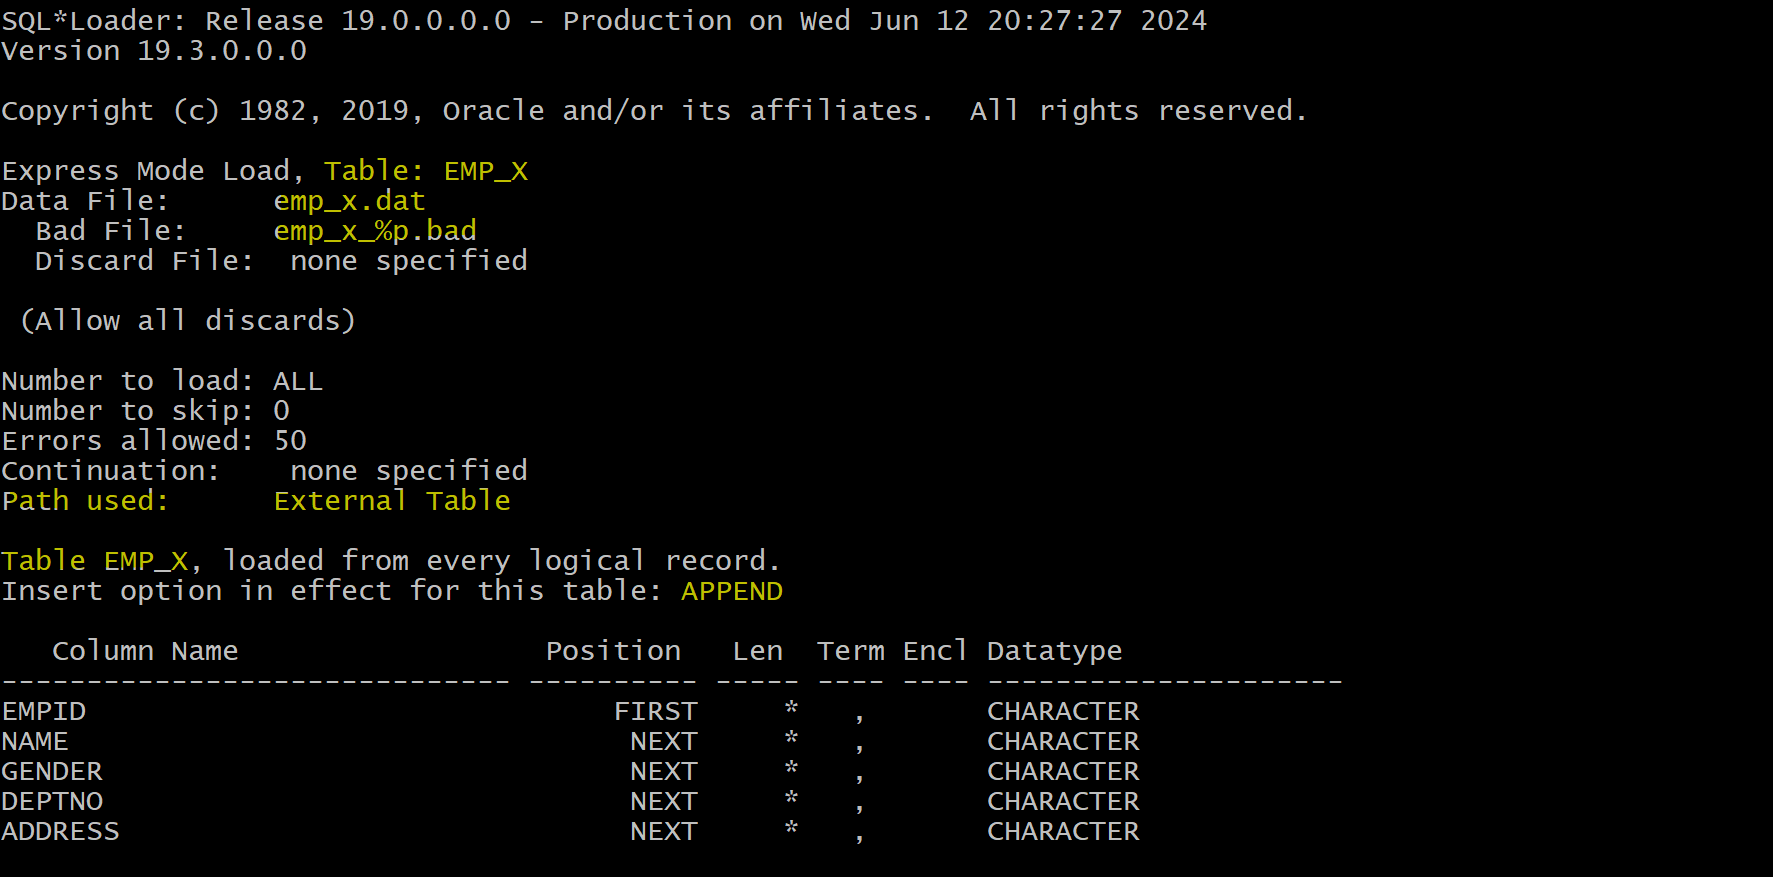 SQL*Loader: Release 19.0.0.0.0 - Production on Wed Jun 12 20:27:27 2024
Version 19.3.0.0.0
Copyright (c) 1982, 2019, Oracle and/or its affiliates.  All rights reserved.
Express Mode Load, Table: EMP_X
Data File:      emp_x.dat
  Bad File:     emp_x_%p.bad
  Discard File:  none specified
 (Allow all discards)
Number to load: ALL
Number to skip: 0
Errors allowed: 50
Continuation:    none specified
Path used:      External Table
Table EMP_X, loaded from every logical record.
Insert option in effect for this table: APPEND
   Column Name                  Position   Len  Term Encl Datatype
------------------------------ ---------- ----- ---- ---- ---------------------
EMPID                               FIRST     *   ,       CHARACTER
NAME                                 NEXT     *   ,       CHARACTER
GENDER                               NEXT     *   ,       CHARACTER
DEPTNO                               NEXT     *   ,       CHARACTER
ADDRESS                              NEXT     *   ,       CHARACTER